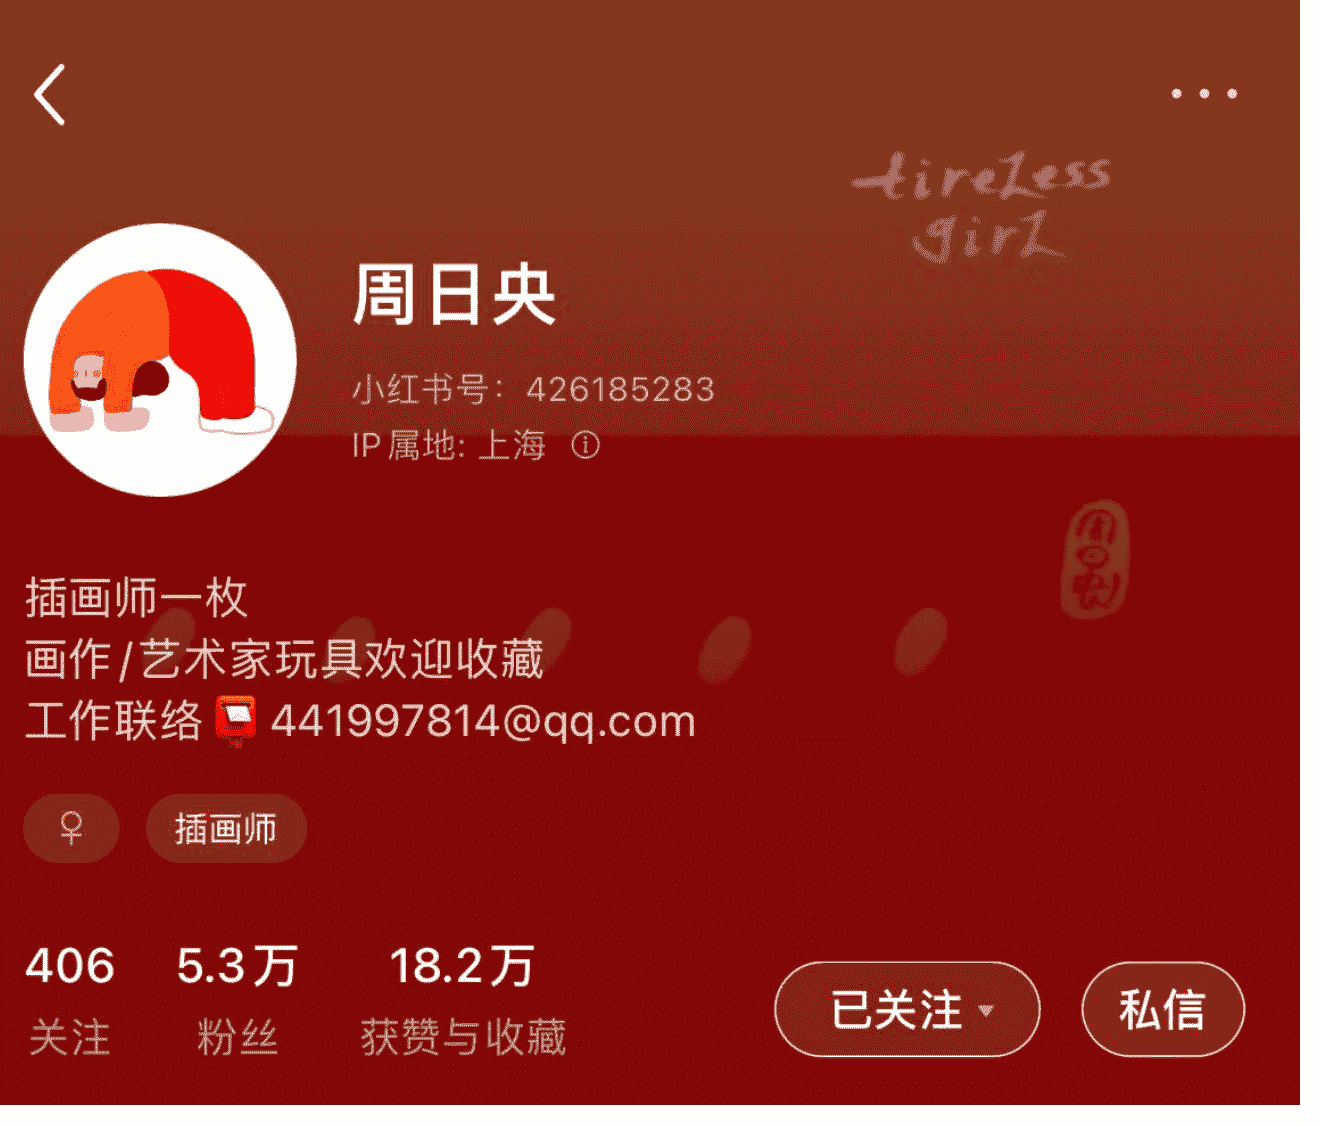 tireless
girl
周日央
小红书号：426185283
IP属地: 上海
周日央
插画师一枚
画作/艺术家玩具欢迎收藏
工作联络📮441997814@qq.com
♀ 插画师
406 5.3万 18.2万
关注 粉丝 获赞与收藏
已关注 私信